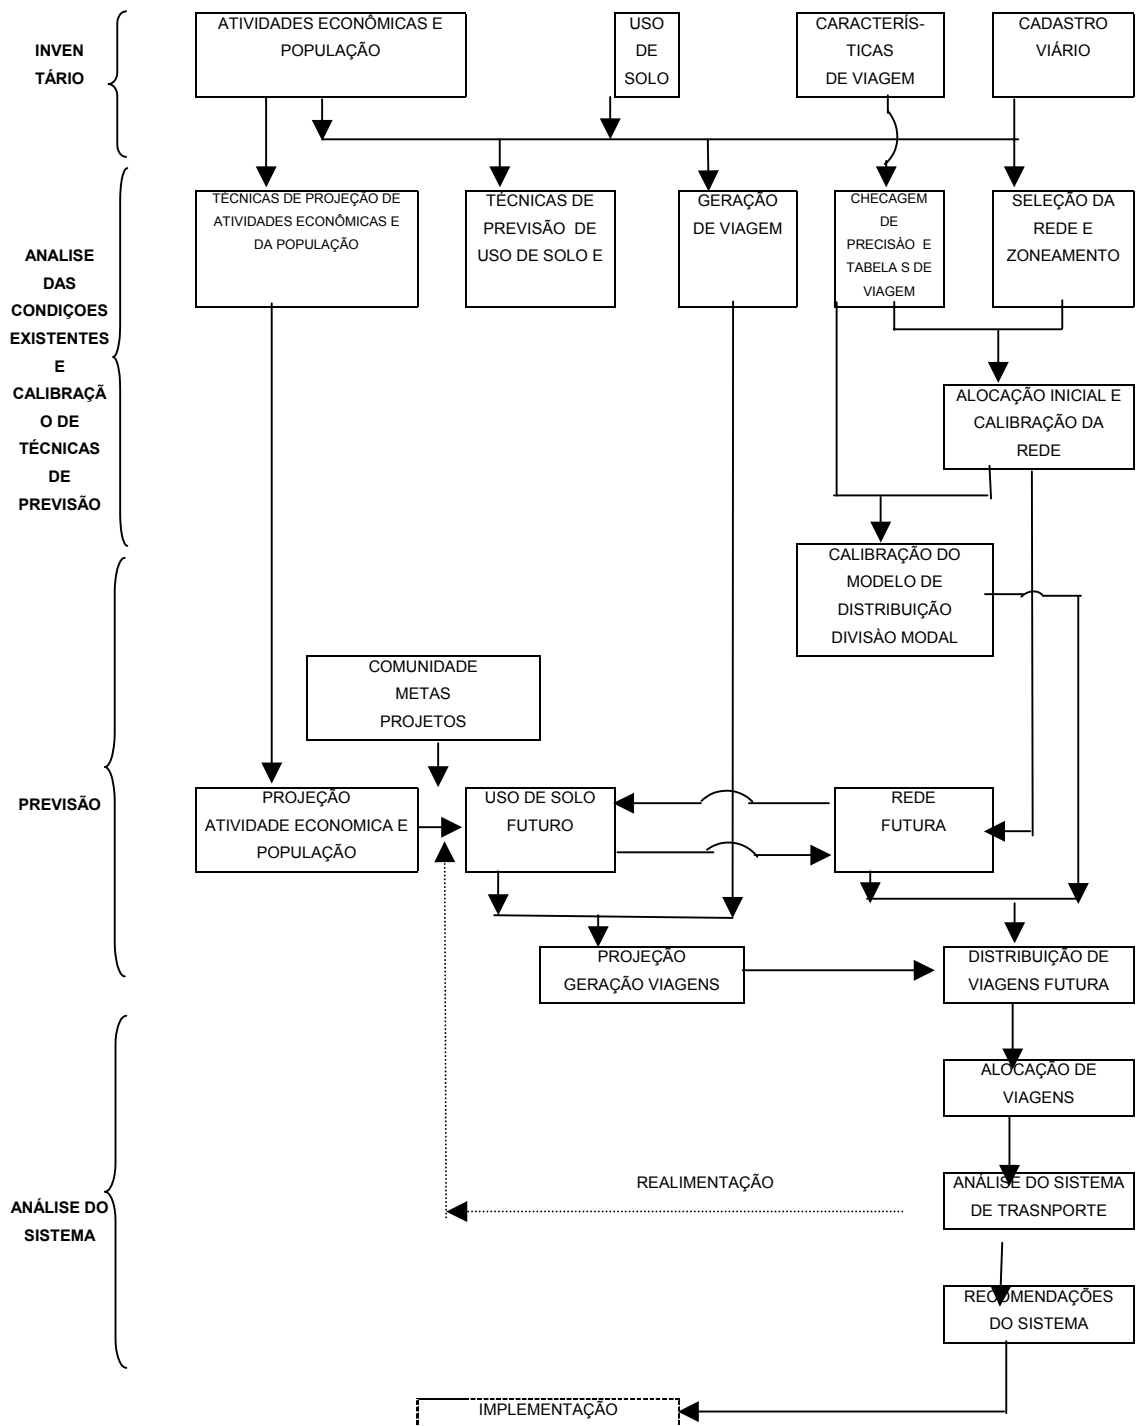 INVEN
TÁRIO
ATIVIDADES ECONÔMICAS E
POPULAÇÃO
USO
DE
SOLO
CARACTERÍS-
TICAS
DE VIAGEM
CADASTRO
VIÁRIO
ANALISE
DAS
CONDIÇOES
EXISTENTES
E
CALIBRAÇÃ
O DE
TÉCNICAS
DE
PREVISÃO
TÉCNICAS DE PROJEÇÃO DE
ATIVIDADES ECONÔMICAS E
DA POPULAÇÃO
TÉCNICAS DE
PREVISÃO DE
USO DE SOLO E
GERAÇÃO
DE VIAGEM
CHECAGEM
DE
PRECISÀO E
TABELA S DE
VIAGEM
SELEÇÃO DA
REDE E
ZONEAMENTO
ALOCAÇÃO INICIAL E
CALIBRAÇÃO DA
REDE
CALIBRAÇÃO DO
MODELO DE
DISTRIBUIÇÃO
DIVISÀO MODAL
PREVISÃO
COMUNIDADE
METAS
PROJETOS
PROJEÇÃO
ATIVIDADE ECONOMICA E
POPULAÇÃO
USO DE SOLO
FUTURO
REDE
FUTURA
PROJEÇÃO
GERAÇÃO VIAGENS
DISTRIBUIÇÃO DE
VIAGENS FUTURA
ANÁLISE DO
SISTEMA
ALOCAÇÃO DE
VIAGENS
REALIMENTAÇÃO
ANÁLISE DO SISTEMA
DE TRASNPORTE
RECOMENDAÇÕES
DO SISTEMA
IMPLEMENTAÇÃO